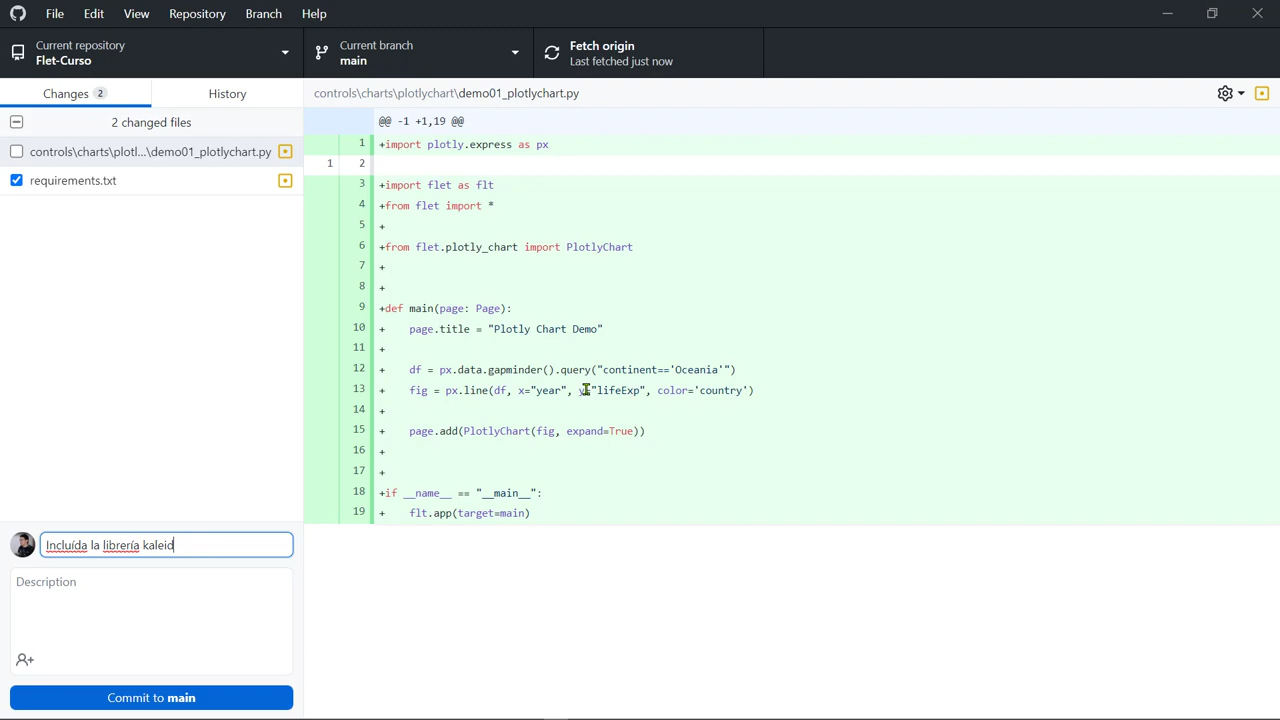 File Edit View Repository Branch Help
Current repository
Flet-Curso
Current branch
main
Fetch origin
Last fetched just now
Changes 2
History
controls\charts\plotlychart\demo01_plotlychart.py
2 changed files
controls\charts\plotl...\demo01_plotlychart.py
requirements.txt
@@ -1 +1,19 @@
1 +import plotly.express as px
1 2
3 +import flet as flt
4 +from flet import *
5 +
6 +from flet.plotly_chart import PlotlyChart
7 +
8 +
9 +def main(page: Page):
10 + page.title = "Plotly Chart Demo"
11 +
12 + df = px.data.gapminder().query("continent=='Oceania'")
13 + fig = px.line(df, x="year", y="lifeExp", color='country')
14 +
15 + page.add(PlotlyChart(fig, expand=True))
16 +
17 +
18 +if __name__ == "__main__":
19 + flt.app(target=main)
Incluída la librería kaleid
Description
Commit to main